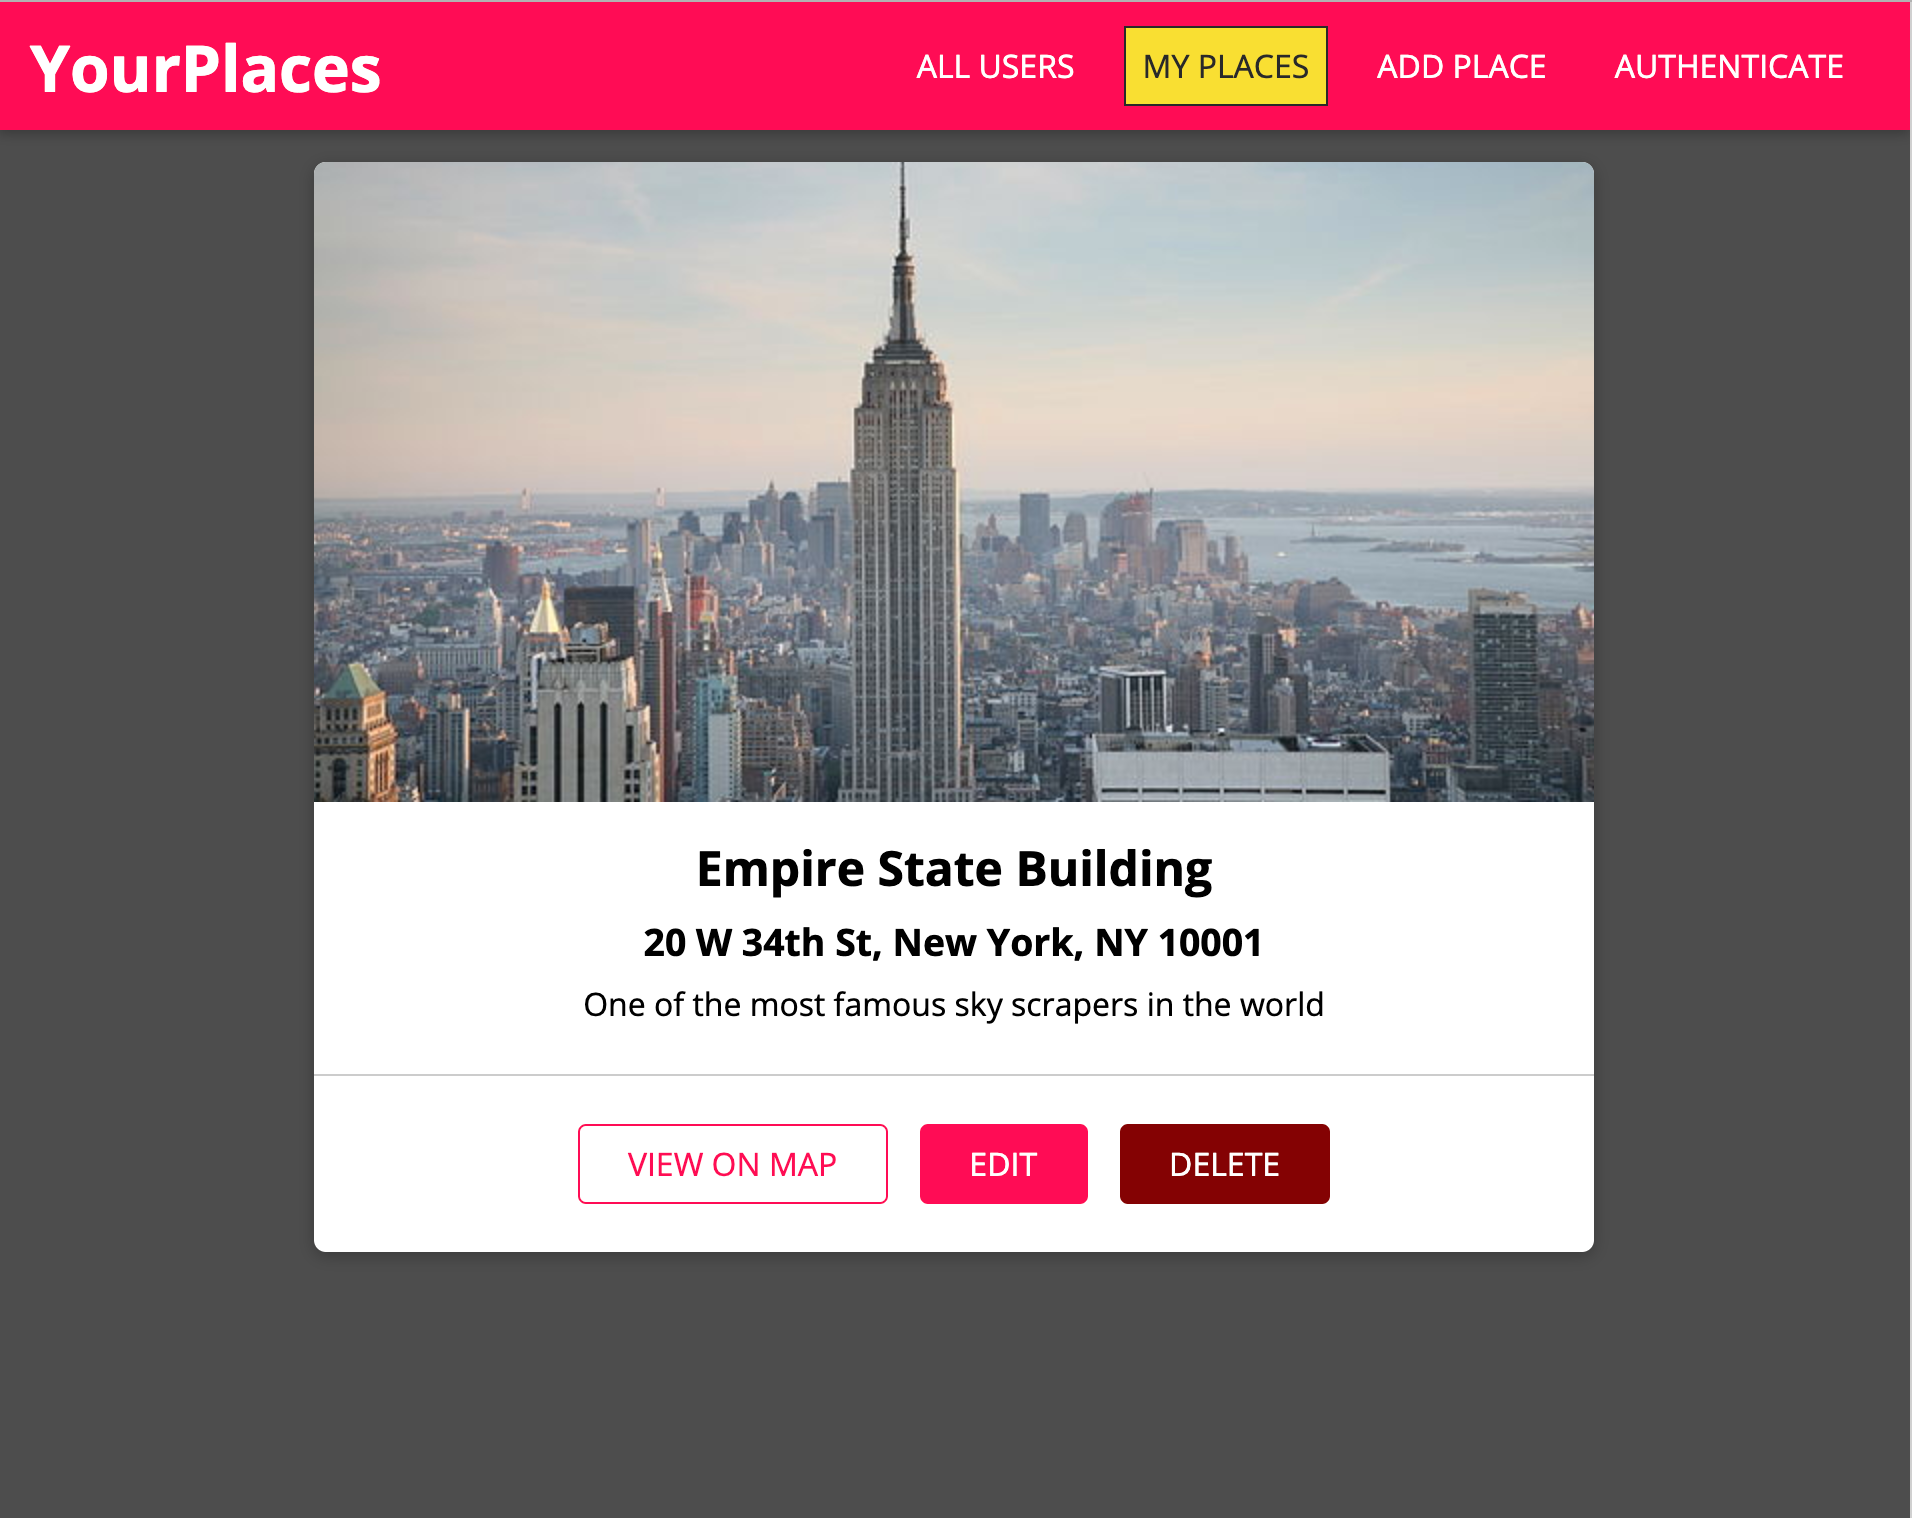 YourPlaces
ALL USERS
MY PLACES
ADD PLACE
AUTHENTICATE
Empire State Building
20 W 34th St, New York, NY 10001
One of the most famous sky scrapers in the world
VIEW ON MAP
EDIT
DELETE